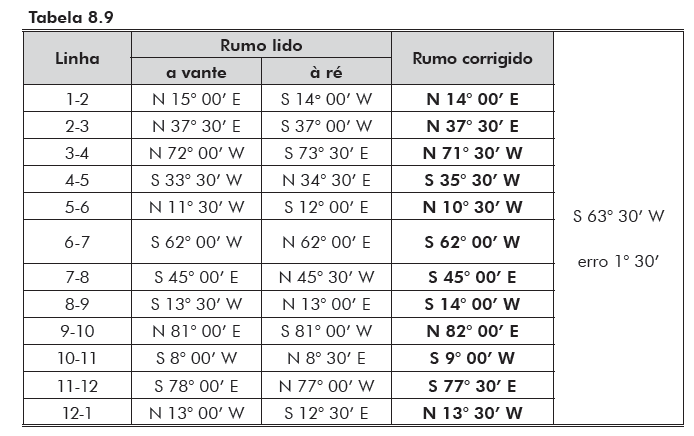 Tabela 8.9
Linha Rumo lido Rumo corrigido
a vante à ré
1-2 N 15° 00′ E S 14° 00′ W N 14° 00′ E
2-3 N 37° 30′ E S 37° 00′ W N 37° 30′ E
3-4 N 72° 00′ W S 73° 30′ E N 71° 30′ W
4-5 S 33° 30′ W N 34° 30′ E S 35° 30′ W
5-6 N 11° 30′ W S 12° 00′ E N 10° 30′ W
S 63° 30′ W
6-7 S 62° 00′ W N 62° 00′ E S 62° 00′ W
erro 1° 30′
7-8 S 45° 00′ E N 45° 30′ W S 45° 00′ E
8-9 S 13° 30′ W N 13° 00′ E S 14° 00′ W
9-10 N 81° 00′ E S 81° 00′ W N 82° 00′ E
10-11 S 8° 00′ W N 8° 30′ E S 9° 00′ W
11-12 S 78° 00′ E N 77° 00′ W S 77° 30′ E
12-1 N 13° 00′ W S 12° 30′ E N 13° 30′ W